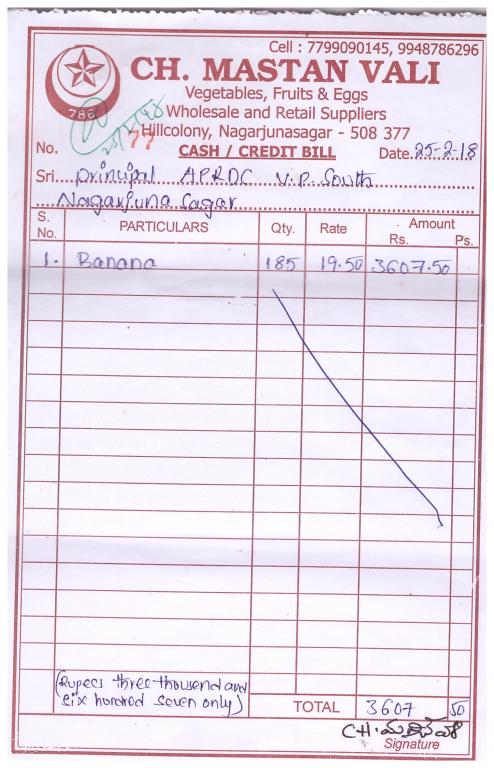 Cell : 7799090145, 9948786296
CH. MASTAN VALI
786
Vegetables, Fruits & Eggs
Wholesale and Retail Suppliers
Hillcolony, Nagarjunasagar - 508 377
No. 77 CASH / CREDIT BILL Date. 25-2-18
Sri. Principal APRDC V.P. South
Nagarjuna Sagar
S. No. PARTICULARS Qty. Rate Amount
Rs. Ps.
1. Banana 185 19.50 3607.50
(Rupees three thousand and
six hundred seven only)
TOTAL 3607 50
CH.
Signature